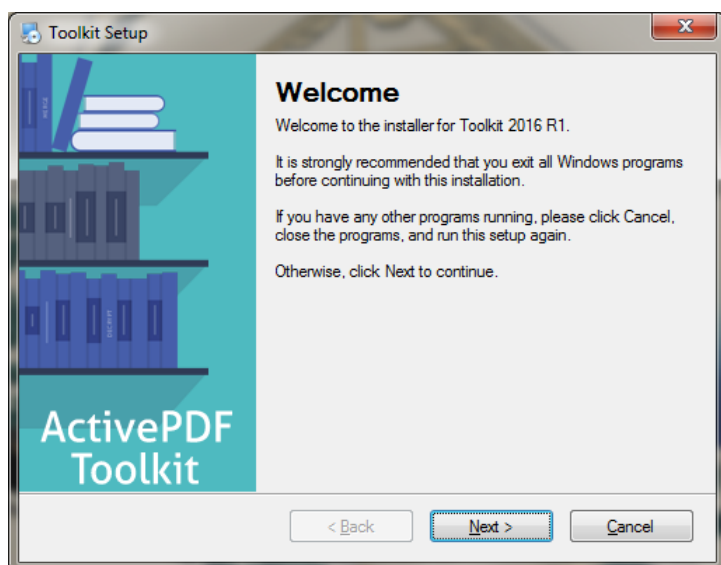 Toolkit Setup
Welcome
Welcome to the installer for Toolkit 2016 R1.
It is strongly recommended that you exit all Windows programs
before continuing with this installation.
If you have any other programs running, please click Cancel,
close the programs, and run this setup again.
Otherwise, click Next to continue.
MERGE
DECRYPT
ActivePDF
Toolkit
< Back
Next >
Cancel